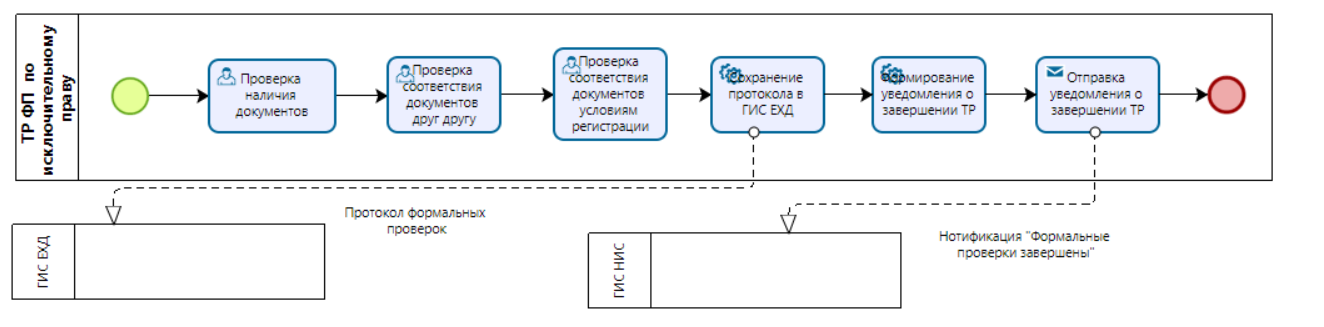 ТР ФП по
исключительному
праву
Проверка
наличия
документов
Проверка
соответствия
документов
друг другу
Проверка
соответствия
документов
условиям
регистрации
Сохранение
протокола в
ГИС ЕХД
Формирование
уведомления о
завершении ТР
Отправка
уведомления о
завершении ТР
Протокол формальных
проверок
Нотификация "Формальные
проверки завершены"
ГИС ЕХД
ГИС НИС